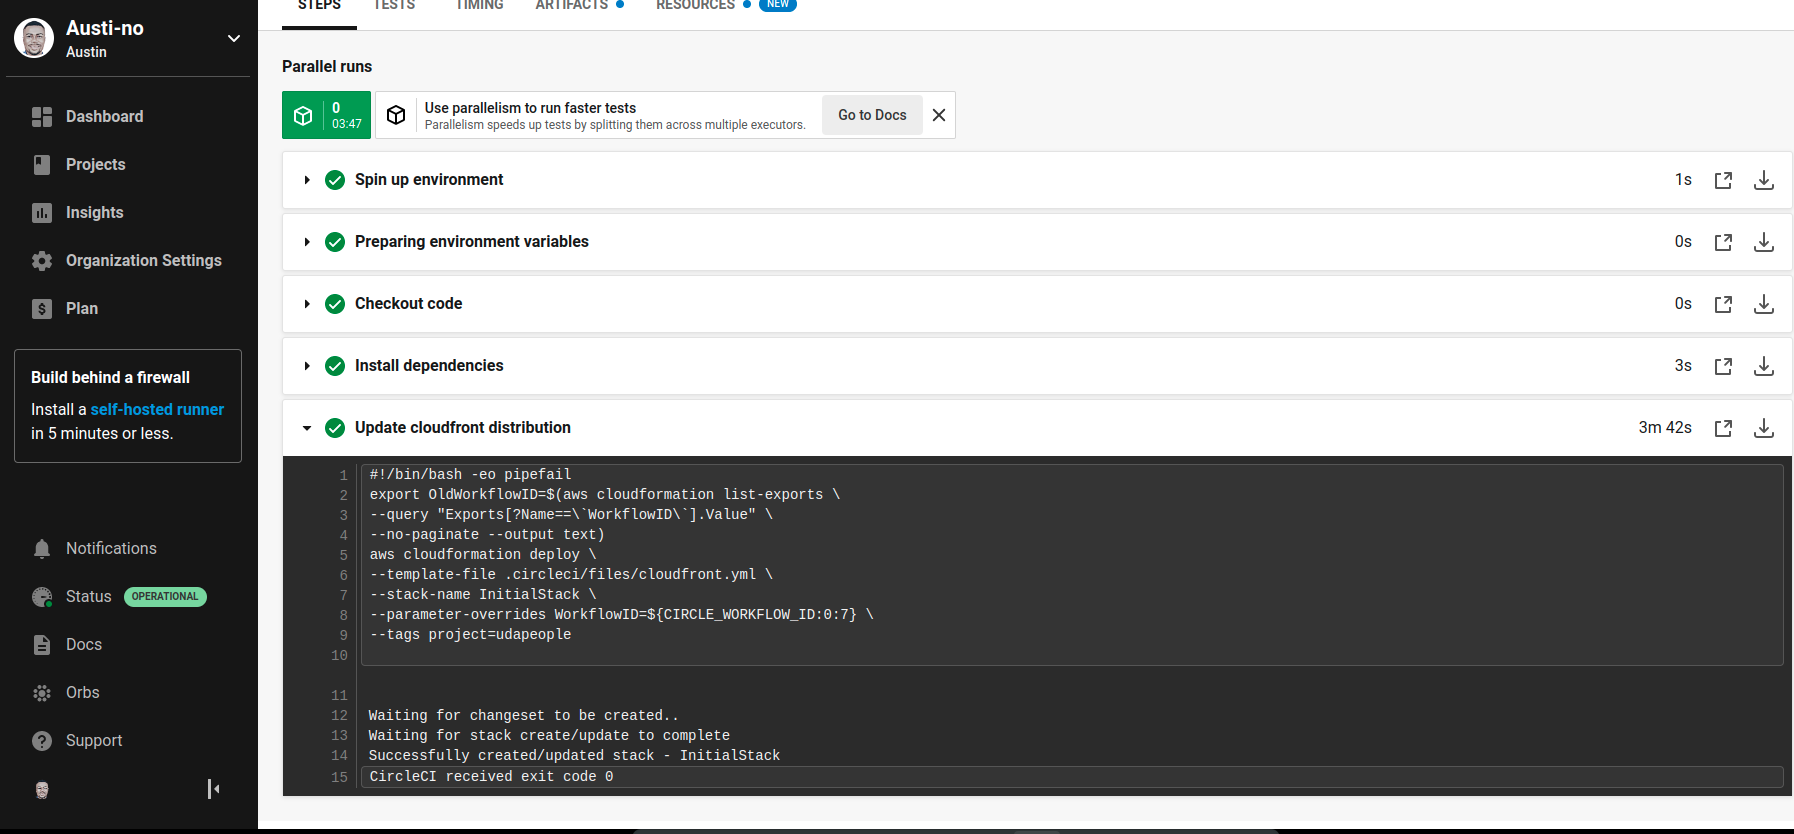 Austi-no
Austin
Dashboard
Projects
Insights
Organization Settings
Plan
Build behind a firewall
Install a self-hosted runner
in 5 minutes or less.
Notifications
Status OPERATIONAL
Docs
Orbs
Support
STEPS TESTS TIMING ARTIFACTS RESOURCES NEW
Parallel runs
0
03:47
Use parallelism to run faster tests
Parallelism speeds up tests by splitting them across multiple executors.
Go to Docs
Spin up environment 1s
Preparing environment variables 0s
Checkout code 0s
Install dependencies 3s
Update cloudfront distribution 3m 42s
1 #!/bin/bash -eo pipefail
2 export OldWorkflowID=$(aws cloudformation list-exports \
3 --query "Exports[?Name==\`WorkflowID\`].Value" \
4 --no-paginate --output text)
5 aws cloudformation deploy \
6 --template-file .circleci/files/cloudfront.yml \
7 --stack-name InitialStack \
8 --parameter-overrides WorkflowID=${CIRCLE_WORKFLOW_ID:0:7} \
9 --tags project=udapeople
10
11
12 Waiting for changeset to be created..
13 Waiting for stack create/update to complete
14 Successfully created/updated stack - InitialStack
15 CircleCI received exit code 0